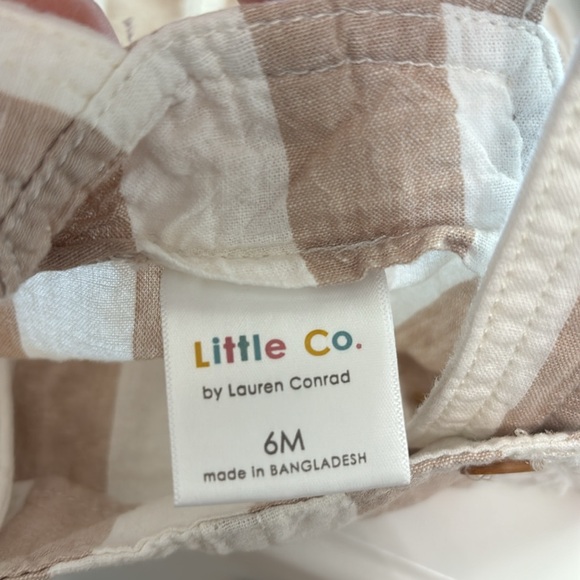 Little Co.
by Lauren Conrad
6M
made in BANGLADESH